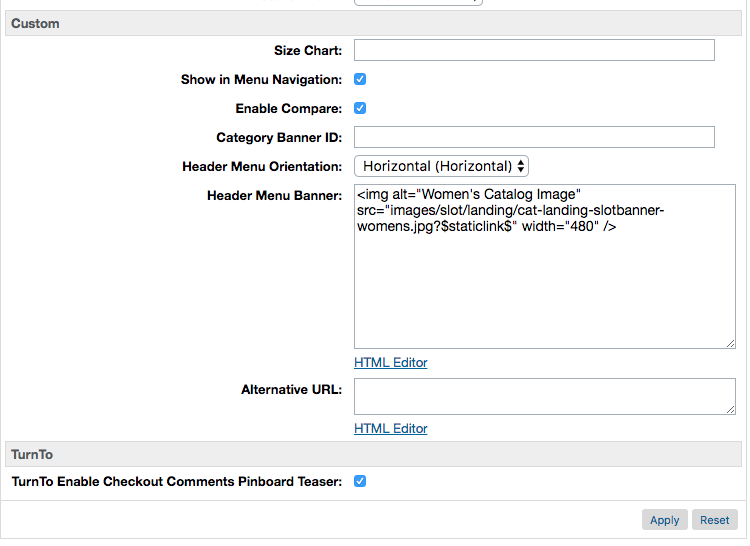 Custom
Size Chart:
Show in Menu Navigation:
Enable Compare:
Category Banner ID:
Header Menu Orientation: Horizontal (Horizontal)
Header Menu Banner: <img alt="Women's Catalog Image"
src="images/slot/landing/cat-landing-slotbanner-
womens.jpg?$staticlink$" width="480" />
HTML Editor
Alternative URL:
HTML Editor
TurnTo
TurnTo Enable Checkout Comments Pinboard Teaser:
Apply Reset